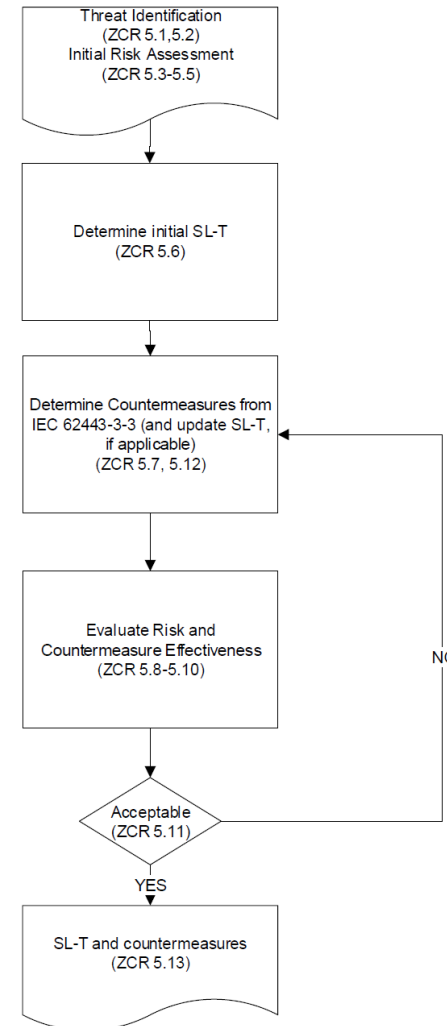 Threat Identification
(ZCR 5.1,5.2)
Initial Risk Assessment
(ZCR 5.3-5.5)
Determine initial SL-T
(ZCR 5.6)
Determine Countermeasures from
IEC 62443-3-3 (and update SL-T,
if applicable)
(ZCR 5.7, 5.12)
Evaluate Risk and
Countermeasure Effectiveness
(ZCR 5.8-5.10)
NO
Acceptable
(ZCR 5.11)
YES
SL-T and countermeasures
(ZCR 5.13)